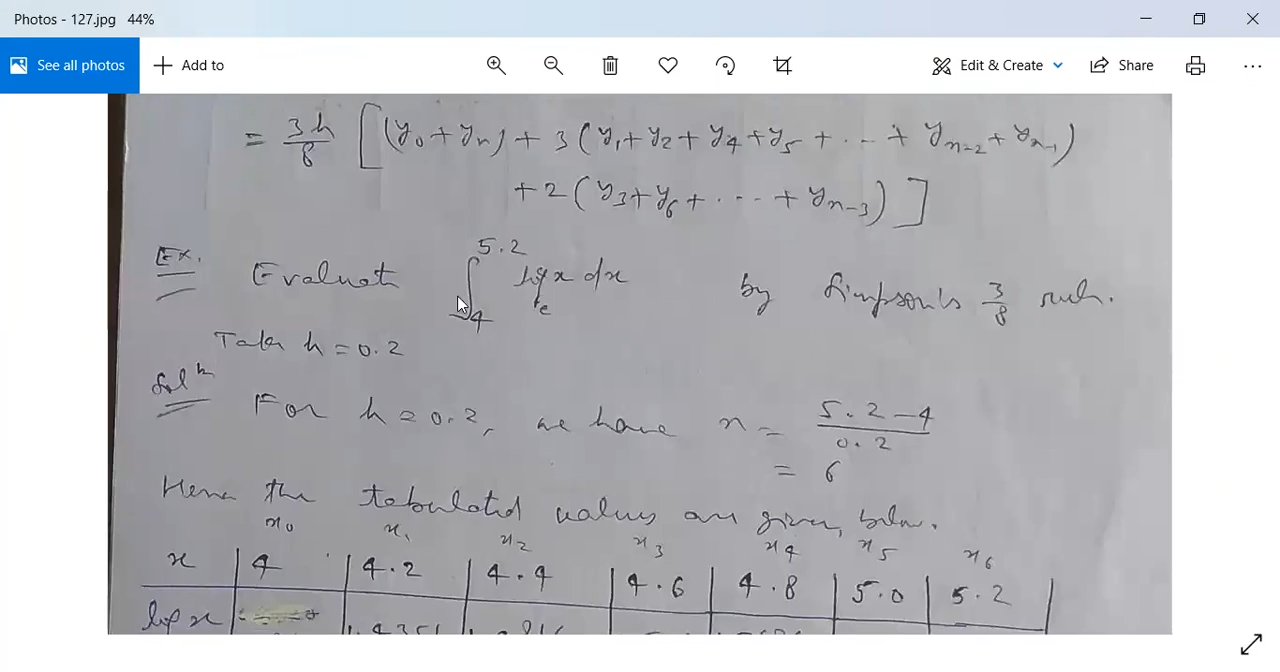 Photos - 127.jpg 44%
See all photos
Add to
Edit & Create
Share
= 3h/8 [(y₀ + yₙ) + 3(y₁ + y₂ + y₄ + y₅ + ... + yₙ₋₂ + yₙ₋₁)
+ 2(y₃ + y₆ + ... + yₙ₋₃)]
Ex. Evaluat ∫₄^5.2 logₑx dx by Simpson's 3/8 rule.
Take h = 0.2
Solⁿ
For h = 0.2, we have n = (5.2 - 4)/0.2
= 6
Hence the tabulated values are given below.
x₀ x₁ x₂ x₃ x₄ x₅ x₆
x | 4 | 4.2 | 4.4 | 4.6 | 4.8 | 5.0 | 5.2
log x